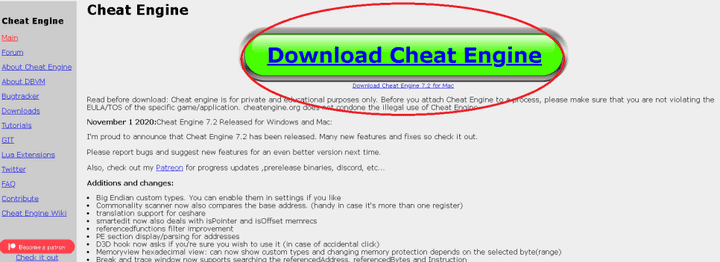 Cheat Engine
Main
Forum
About Cheat Engine
About DBVM
Bugtracker
Downloads
Tutorials
GIT
Lua Extensions
Twitter
FAQ
Contribute
Cheat Engine Wiki
Become a patron
Check it out
Cheat Engine
Download Cheat Engine
Download Cheat Engine 7.2 for Mac
Read before download: Cheat engine is for private and educational purposes only. Before you attach Cheat Engine to a process, please make sure that you are not violating the
EULA/TOS of the specific game/application. cheatengine.org does not condone the illegal use of Cheat Engine
November 1 2020:Cheat Engine 7.2 Released for Windows and Mac:
I'm proud to announce that Cheat Engine 7.2 has been released. Many new features and fixes so check it out.
Please report bugs and suggest new features for an even better version next time.
Also, check out my Patreon for progress updates ,prerelease binaries, discord, etc...
Additions and changes:
Big Endian custom types. You can enable them in settings if you like
Commonality scanner now also compares the base address. (handy in case it's more than one register)
translation support for ceshare
smartedit now also deals with isPointer and isOffset memrecs
referencedfunctions filter improvement
PE section display/parsing for addresses
D3D hook now asks if you're sure you wish to use it (in case of accidental click)
Memoryview hexadecimal view: can now show custom types and changing memory protection depends on the selected byte(range)
Break and trace window now supports searching the referencedAddress, referencedBytes and Instruction